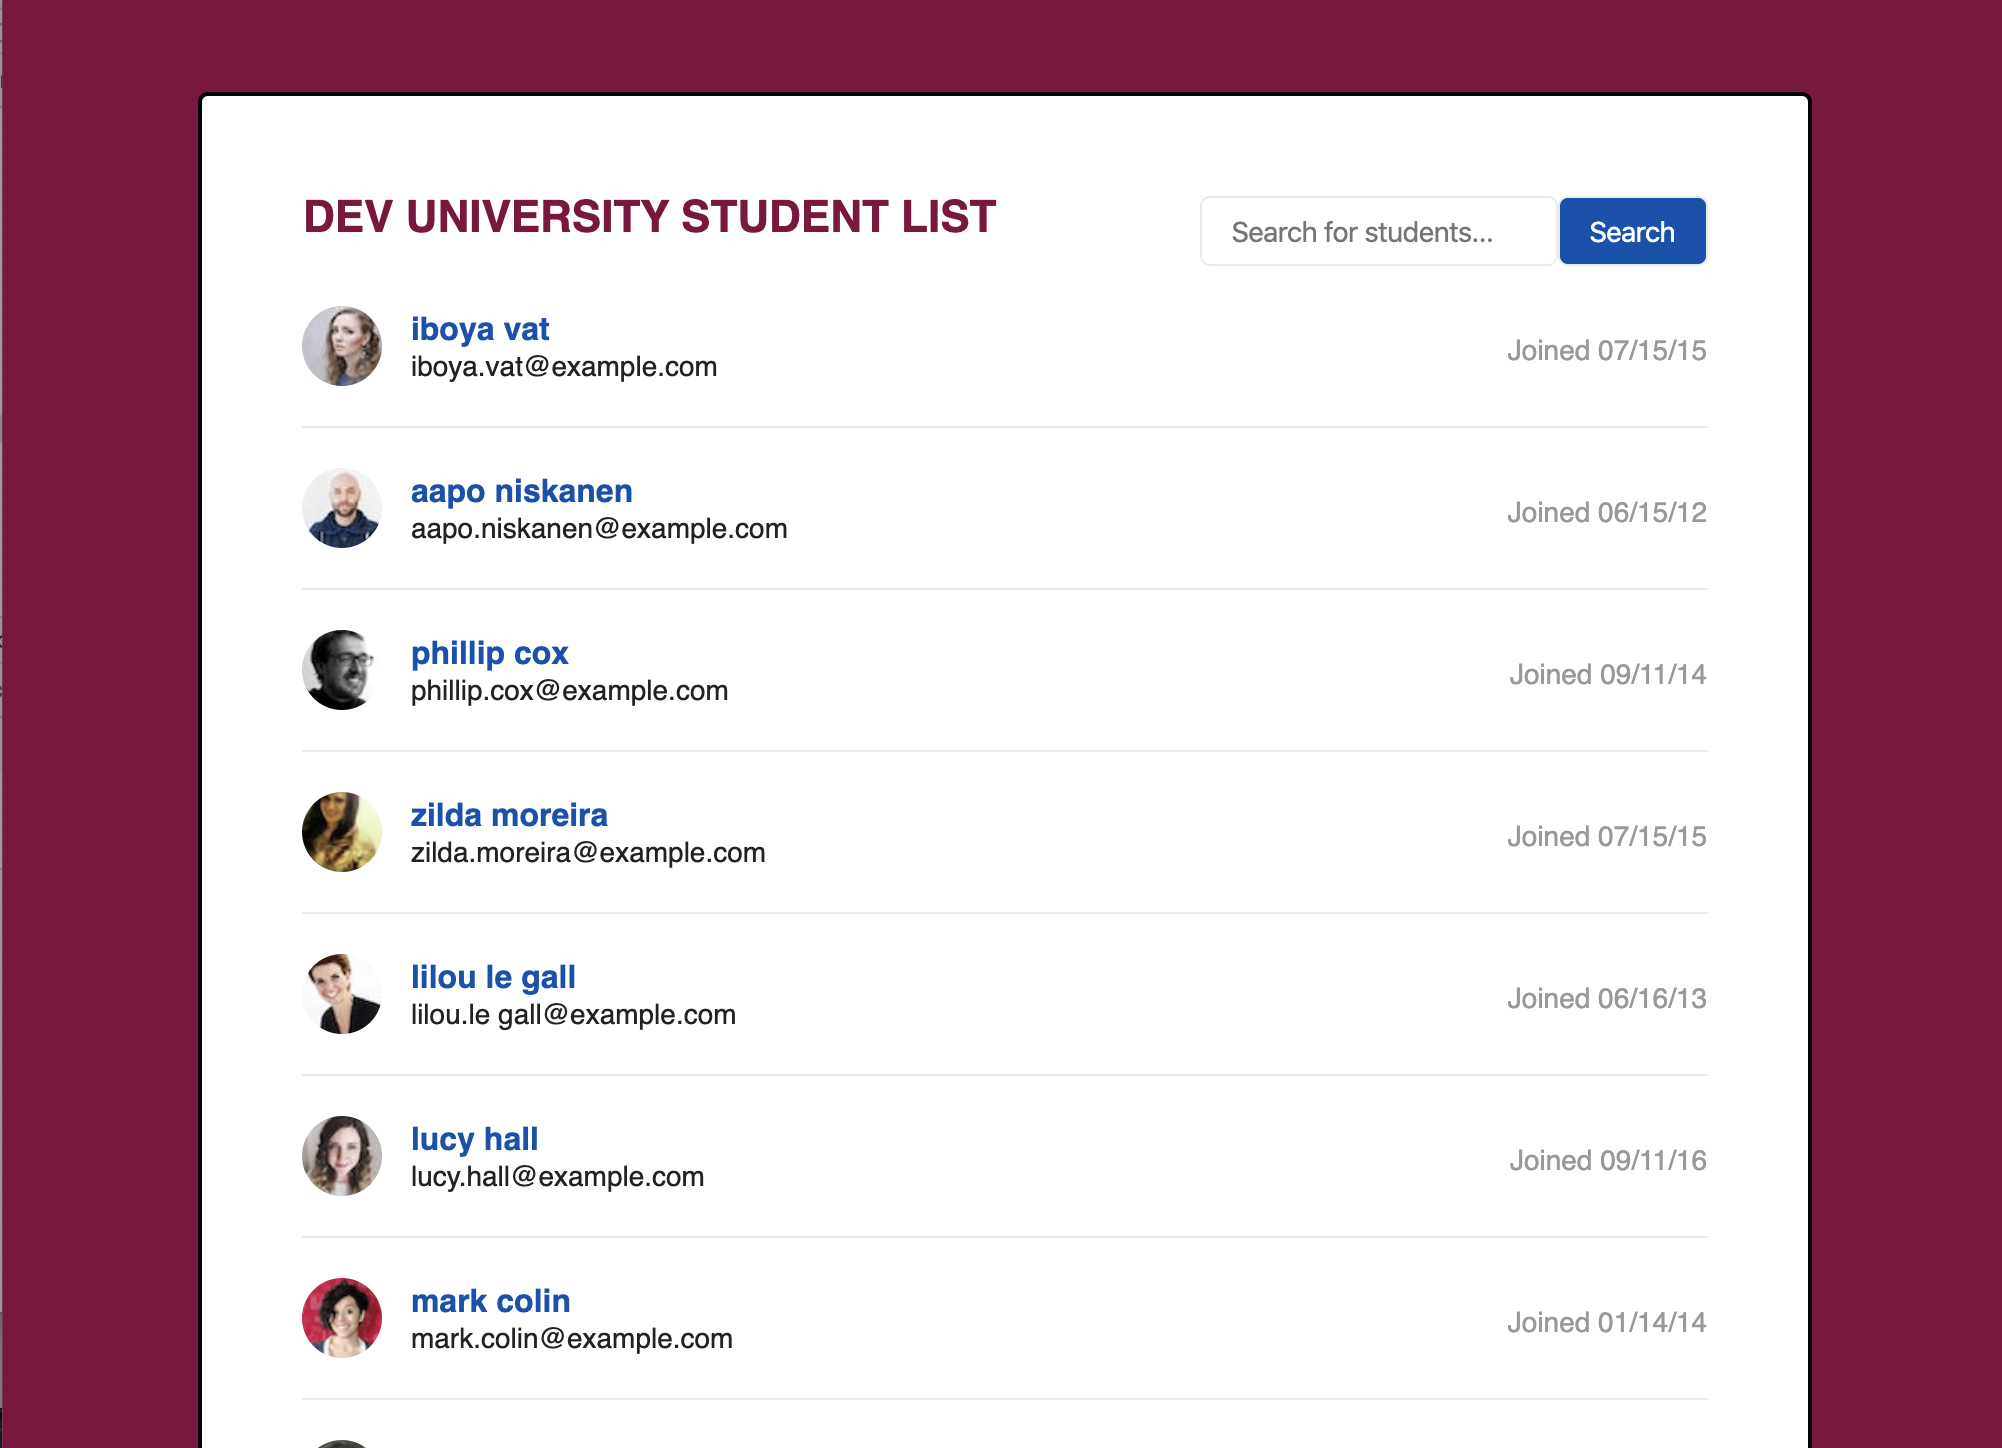 DEV UNIVERSITY STUDENT LIST
Search for students...
Search
iboya vat
iboya.vat@example.com
Joined 07/15/15
aapo niskanen
aapo.niskanen@example.com
Joined 06/15/12
phillip cox
phillip.cox@example.com
Joined 09/11/14
zilda moreira
zilda.moreira@example.com
Joined 07/15/15
lilou le gall
lilou.le gall@example.com
Joined 06/16/13
lucy hall
lucy.hall@example.com
Joined 09/11/16
mark colin
mark.colin@example.com
Joined 01/14/14